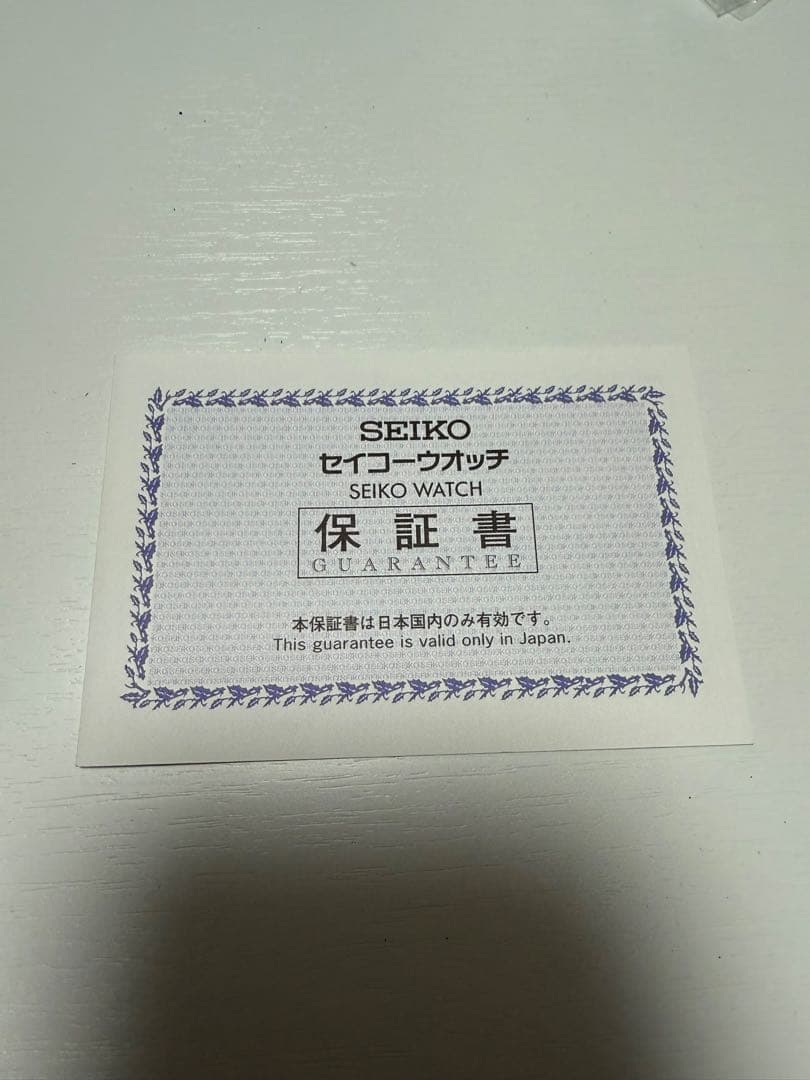 SEIKO
セイコーウオッチ
SEIKO WATCH
保証書
GUARANTEE
本保証書は日本国内のみ有効です。
This guarantee is valid only in Japan.